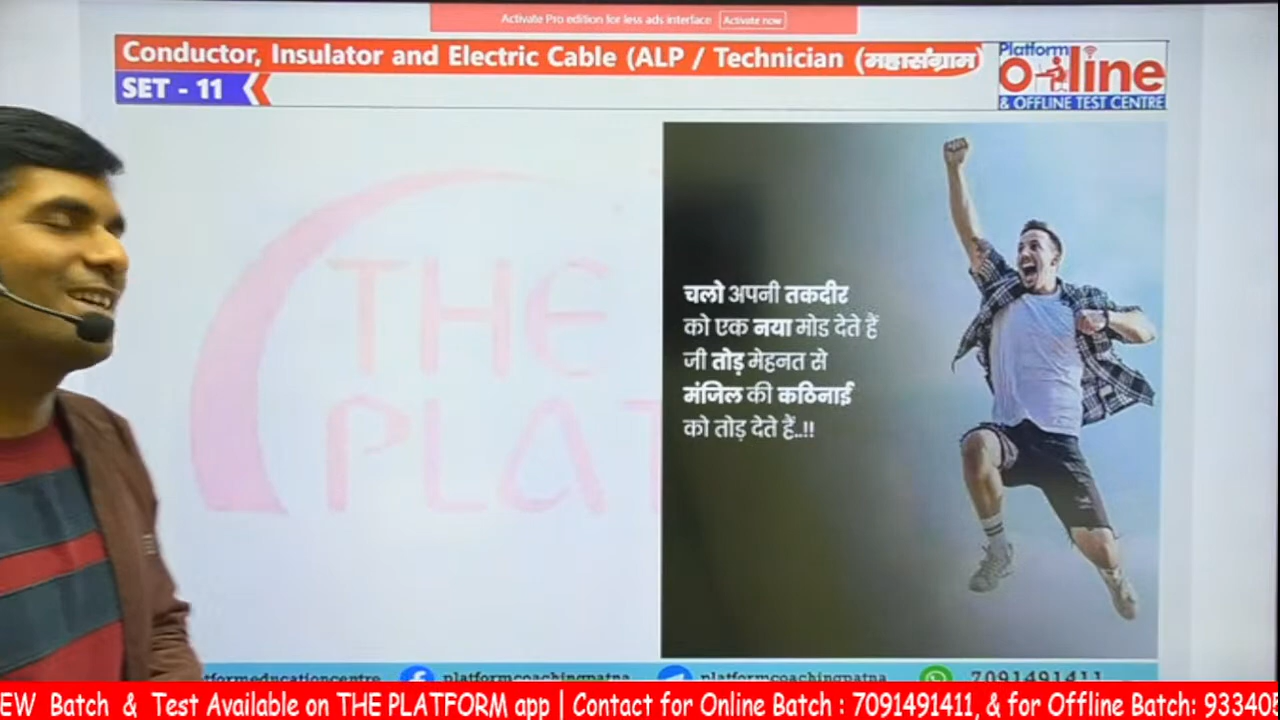 Activate Pro edition for less ads interface Activate now
Conductor, Insulator and Electric Cable (ALP / Technician (महासंग्राम)
SET - 11
Platform
online
& OFFLINE TEST CENTRE
THE
PLAT
चलो अपनी तकदीर
को एक नया मोड देते हैं
जी तोड़ मेहनत से
मंजिल की कठिनाई
को तोड़ देते हैं..!!
tformeducationcentre platformcoachingpatna platformcoachingpatna 7091491411
EW Batch & Test Available on THE PLATFORM app | Contact for Online Batch : 7091491411, & for Offline Batch: 933405